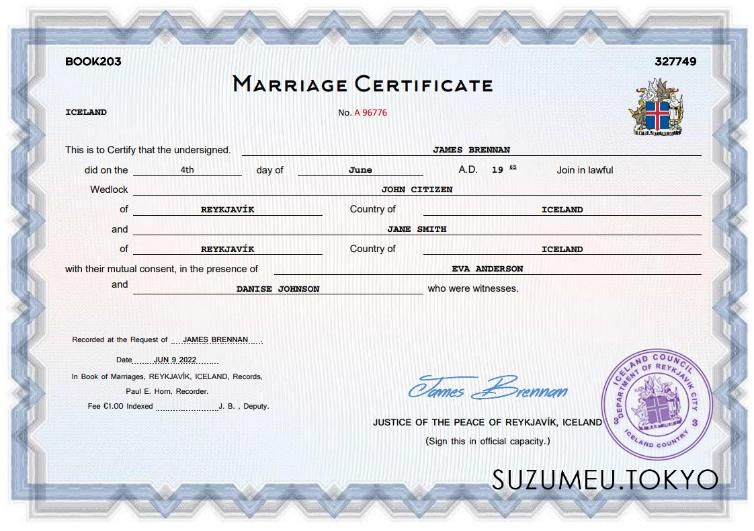 BOOK203 327749
MARRIAGE CERTIFICATE
ICELAND No. A 96776
This is to Certify that the undersigned. JAMES BRENNAN
did on the 4th day of June A.D. 19 61 Join in lawful
Wedlock JOHN CITIZEN
of REYKJAVÍK Country of ICELAND
and JANE SMITH
of REYKJAVÍK Country of ICELAND
with their mutual consent, in the presence of EVA ANDERSON
and DANISE JOHNSON who were witnesses.
Recorded at the Request of JAMES BRENNAN
Date JUN 9 2022
In Book of Marriages, REYKJAVÍK, ICELAND, Records,
Paul E. Horn, Recorder.
Fee €1.00 Indexed J. B. , Deputy.
James Brennan
JUSTICE OF THE PEACE OF REYKJAVÍK, ICELAND
(Sign this in official capacity.)
ICELAND COUNCIL
DEPARTMENT OF REYKJAVIK CITY
3 3
ICELAND COUNTRY
SUZUMEU.TOKYO